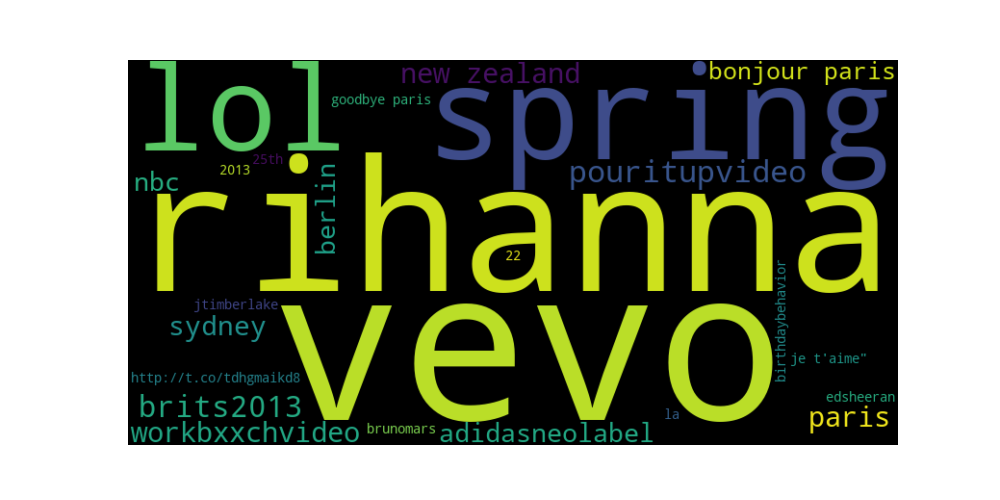 new zealand
bonjour paris
lol
goodbye paris
spring
25th
2013
nbc
berlin
pouritupvideo
rihanna
22
birthdaybehavior
jtimberlake
sydney
vevo
je t'aime"
http://t.co/tdhgmaikd8
brits2013
edsheeran
la
paris
workbxxchvideo
brunomars
adidasneolabel